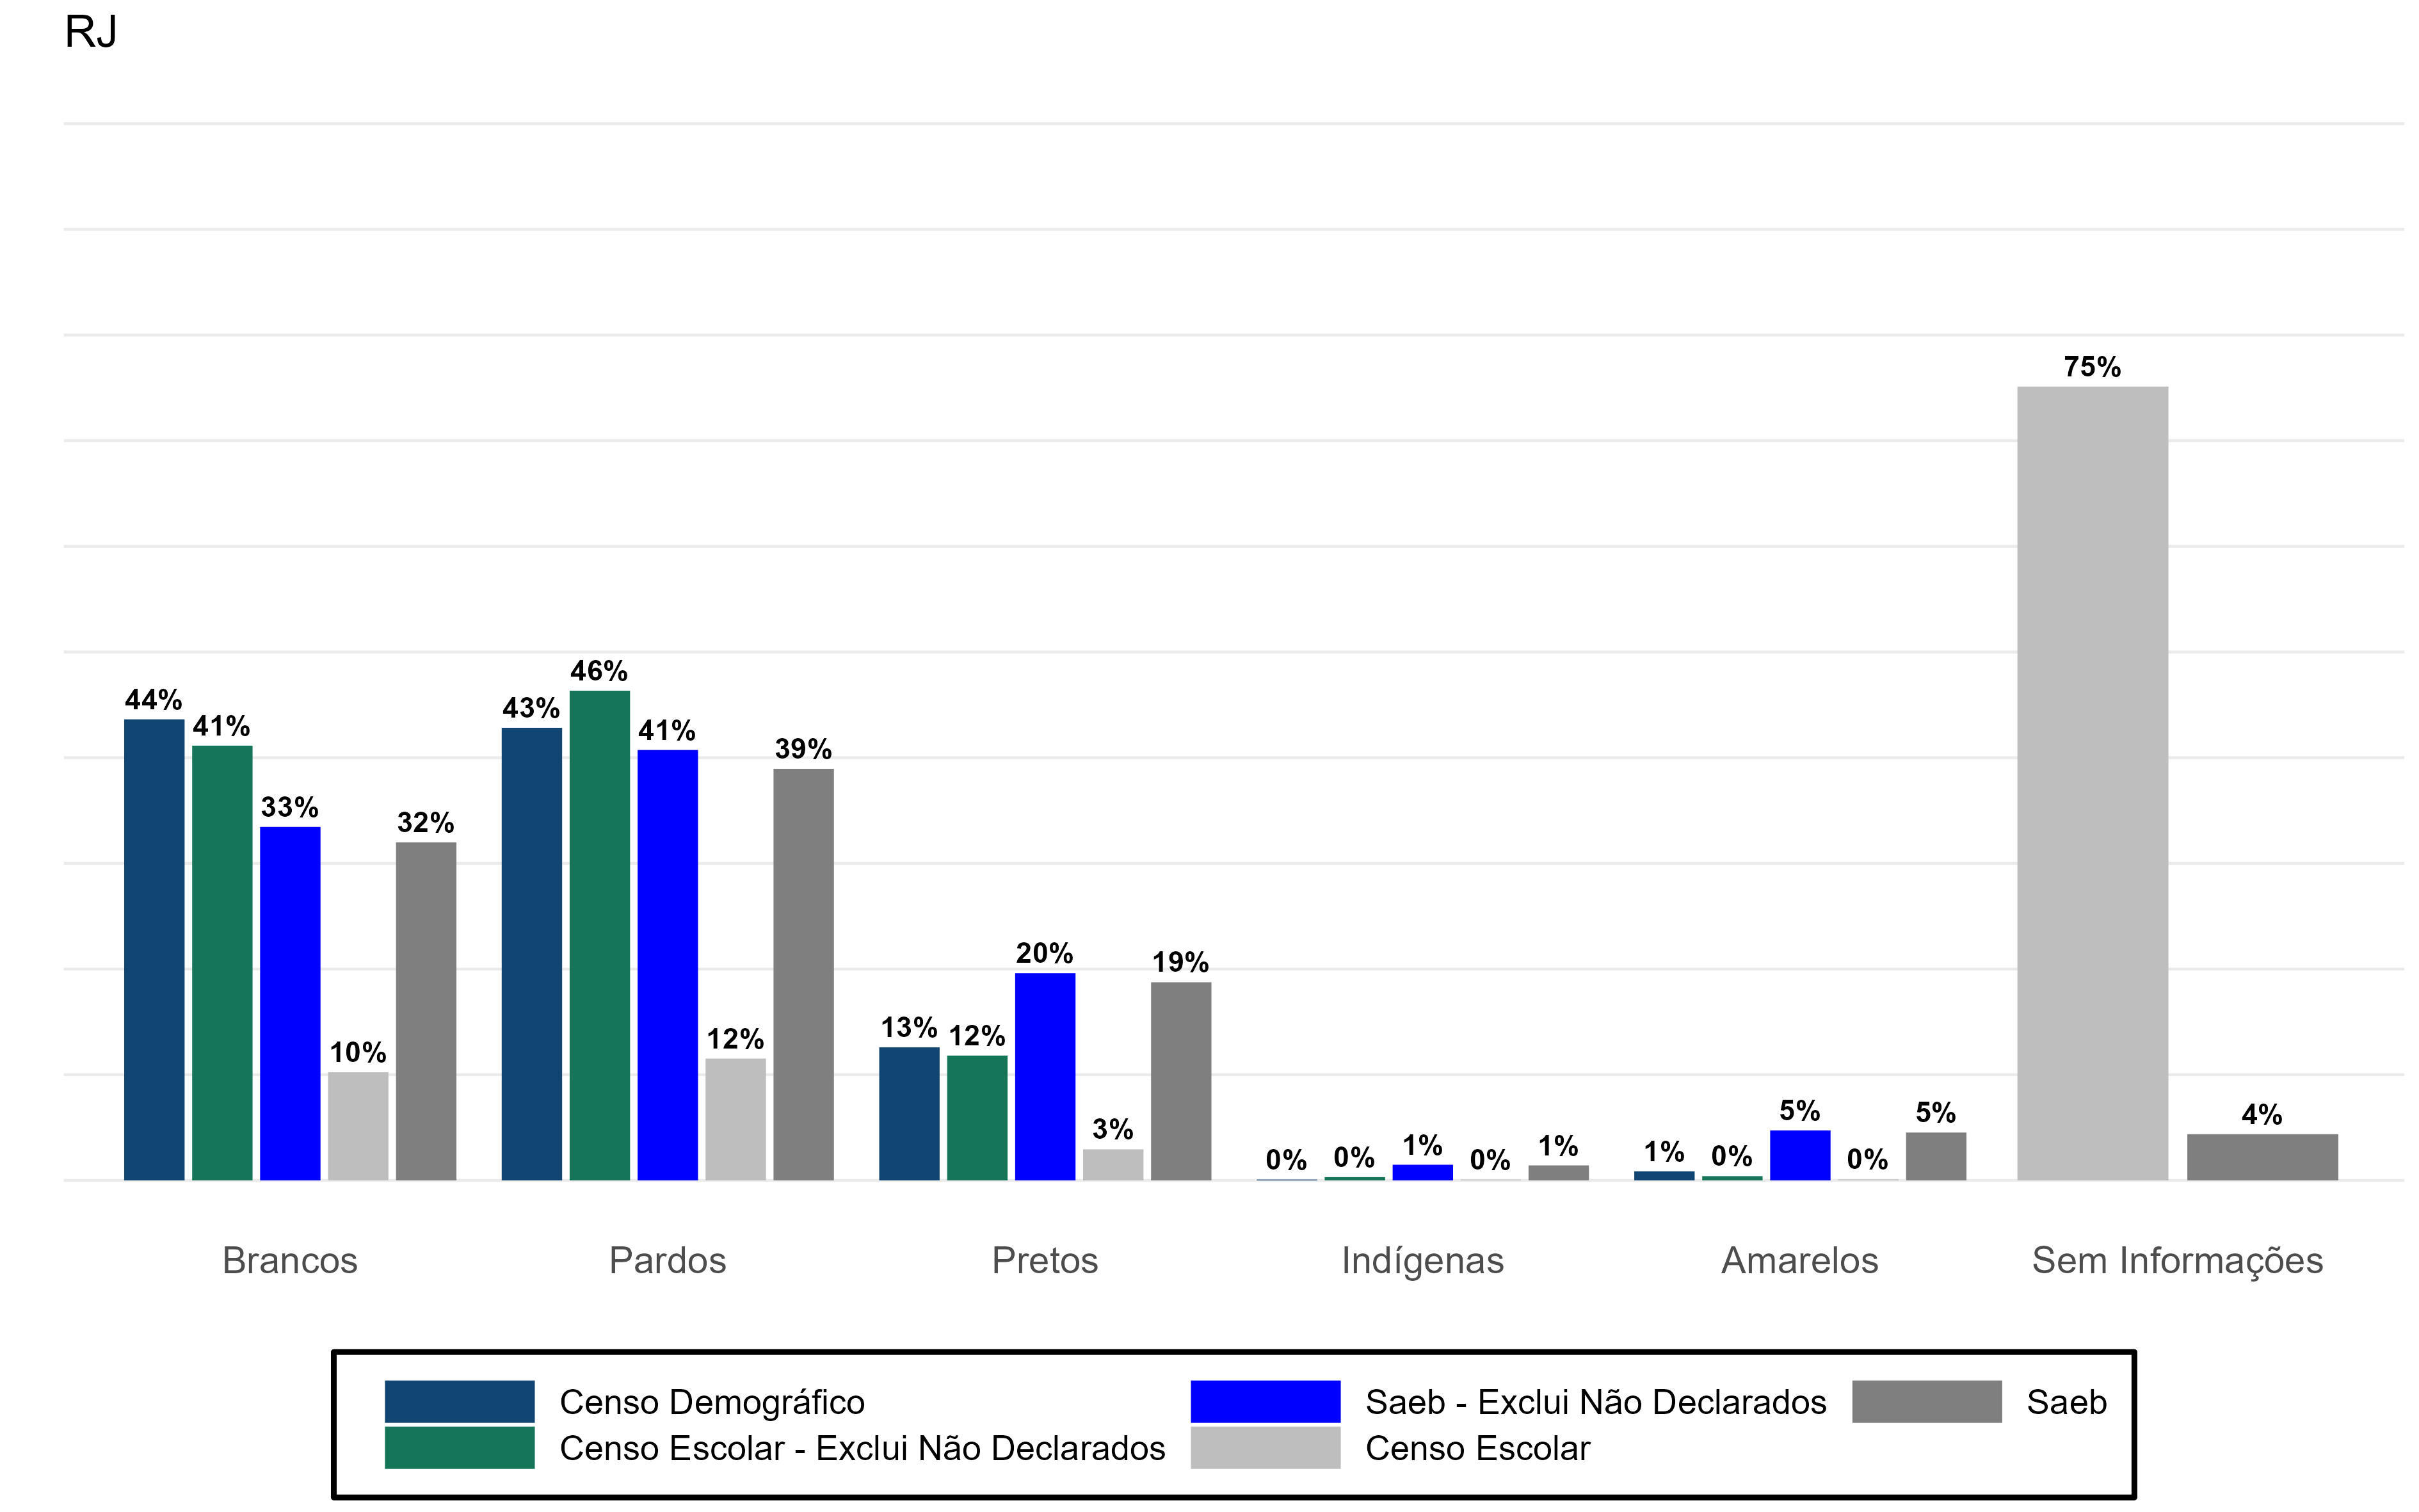 RJ
44% 41% 33% 10% 32%
43% 46% 41% 12% 39%
13% 12% 20% 3% 19%
0% 0% 1% 0% 1%
1% 0% 5% 0% 5%
75% 4%
Brancos Pardos Pretos Indígenas Amarelos Sem Informações
Censo Demográfico Saeb - Exclui Não Declarados Saeb
Censo Escolar - Exclui Não Declarados Censo Escolar